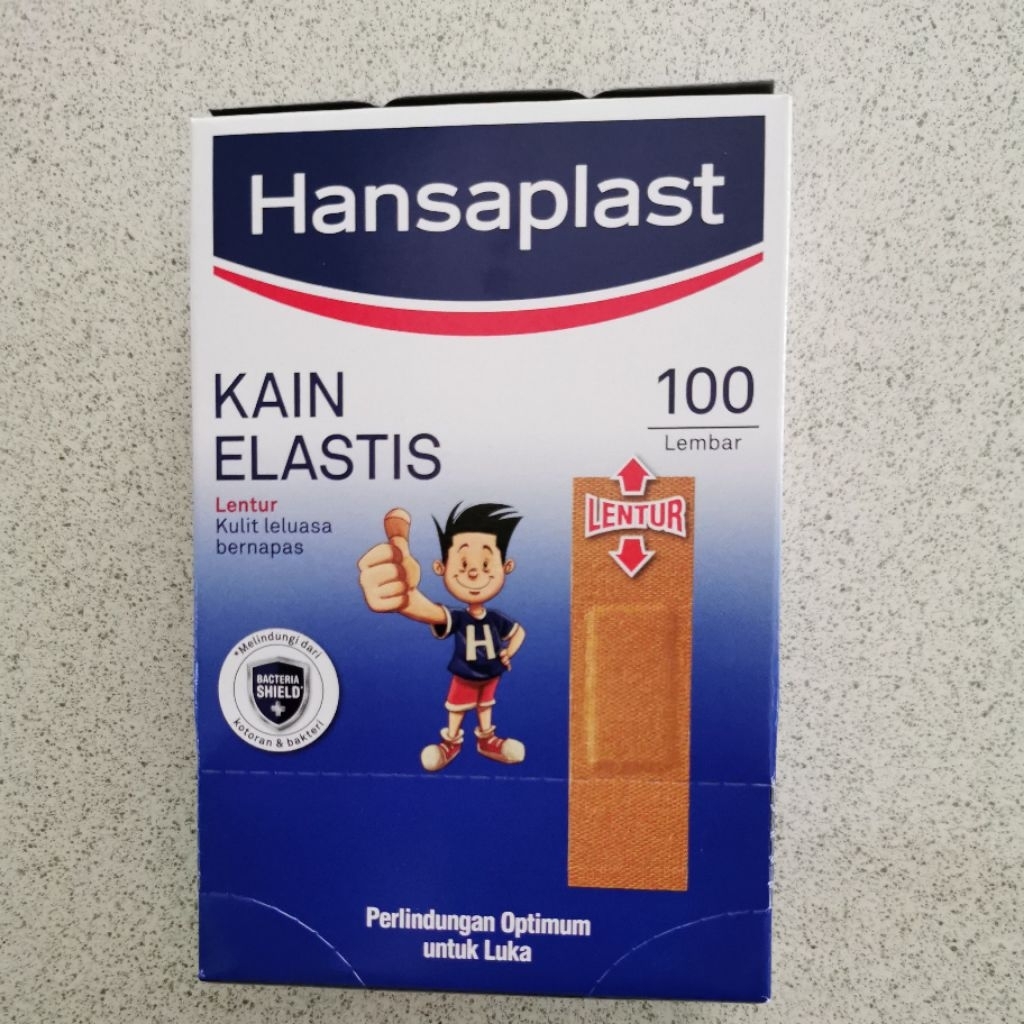 Hansaplast
KAIN
ELASTIS
100
Lembar
Lentur
Kulit leluasa
bernapas
LENTUR
H
*Melindungi dari
BACTERIA
SHIELD*
kotoran & bakteri
Perlindungan Optimum
untuk Luka